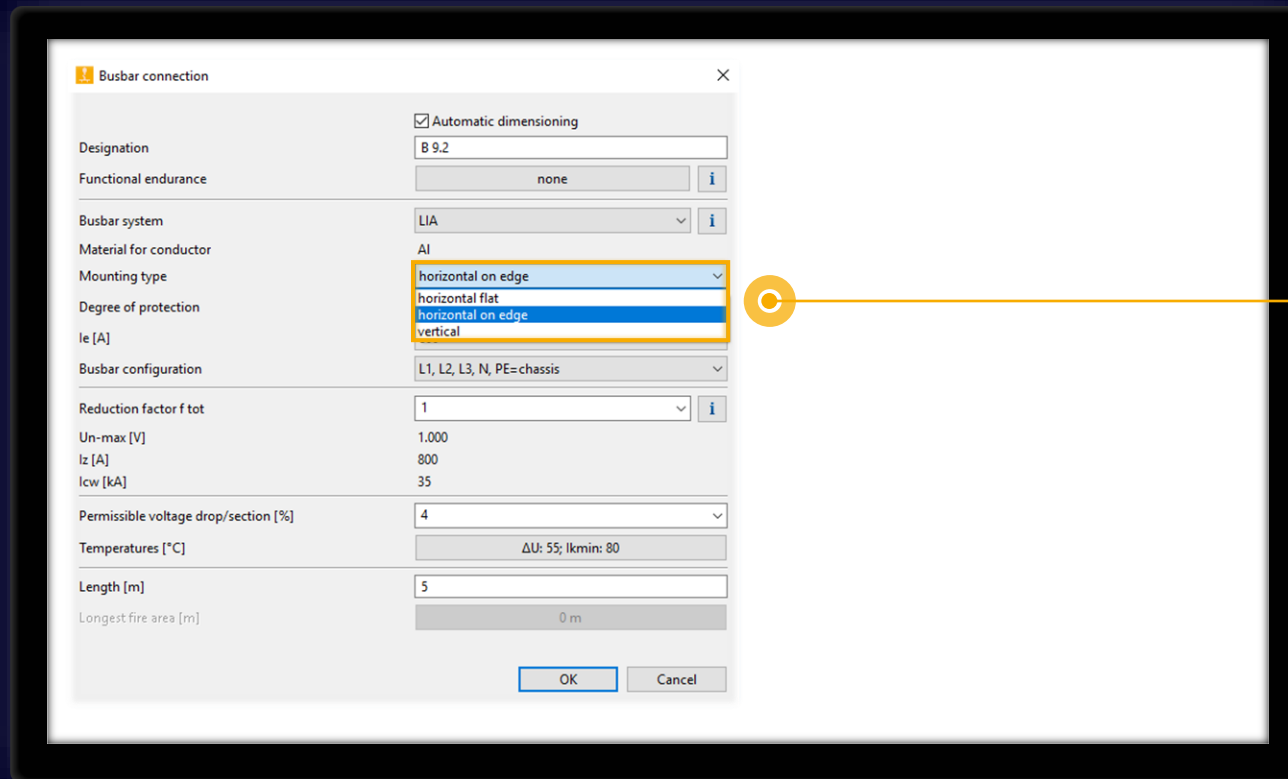 Busbar connection
Automatic dimensioning
Designation B 9.2
Functional endurance none i
Busbar system LIA i
Material for conductor Al
Mounting type horizontal on edge
horizontal flat
Degree of protection horizontal on edge
vertical
Ie [A]
Busbar configuration L1, L2, L3, N, PE=chassis
Reduction factor f tot 1 i
Un-max [V] 1.000
Iz [A] 800
Icw [kA] 35
Permissible voltage drop/section [%] 4
Temperatures [°C] ΔU: 55; Ikmin: 80
Length [m] 5
Longest fire area [m] 0 m
OK Cancel